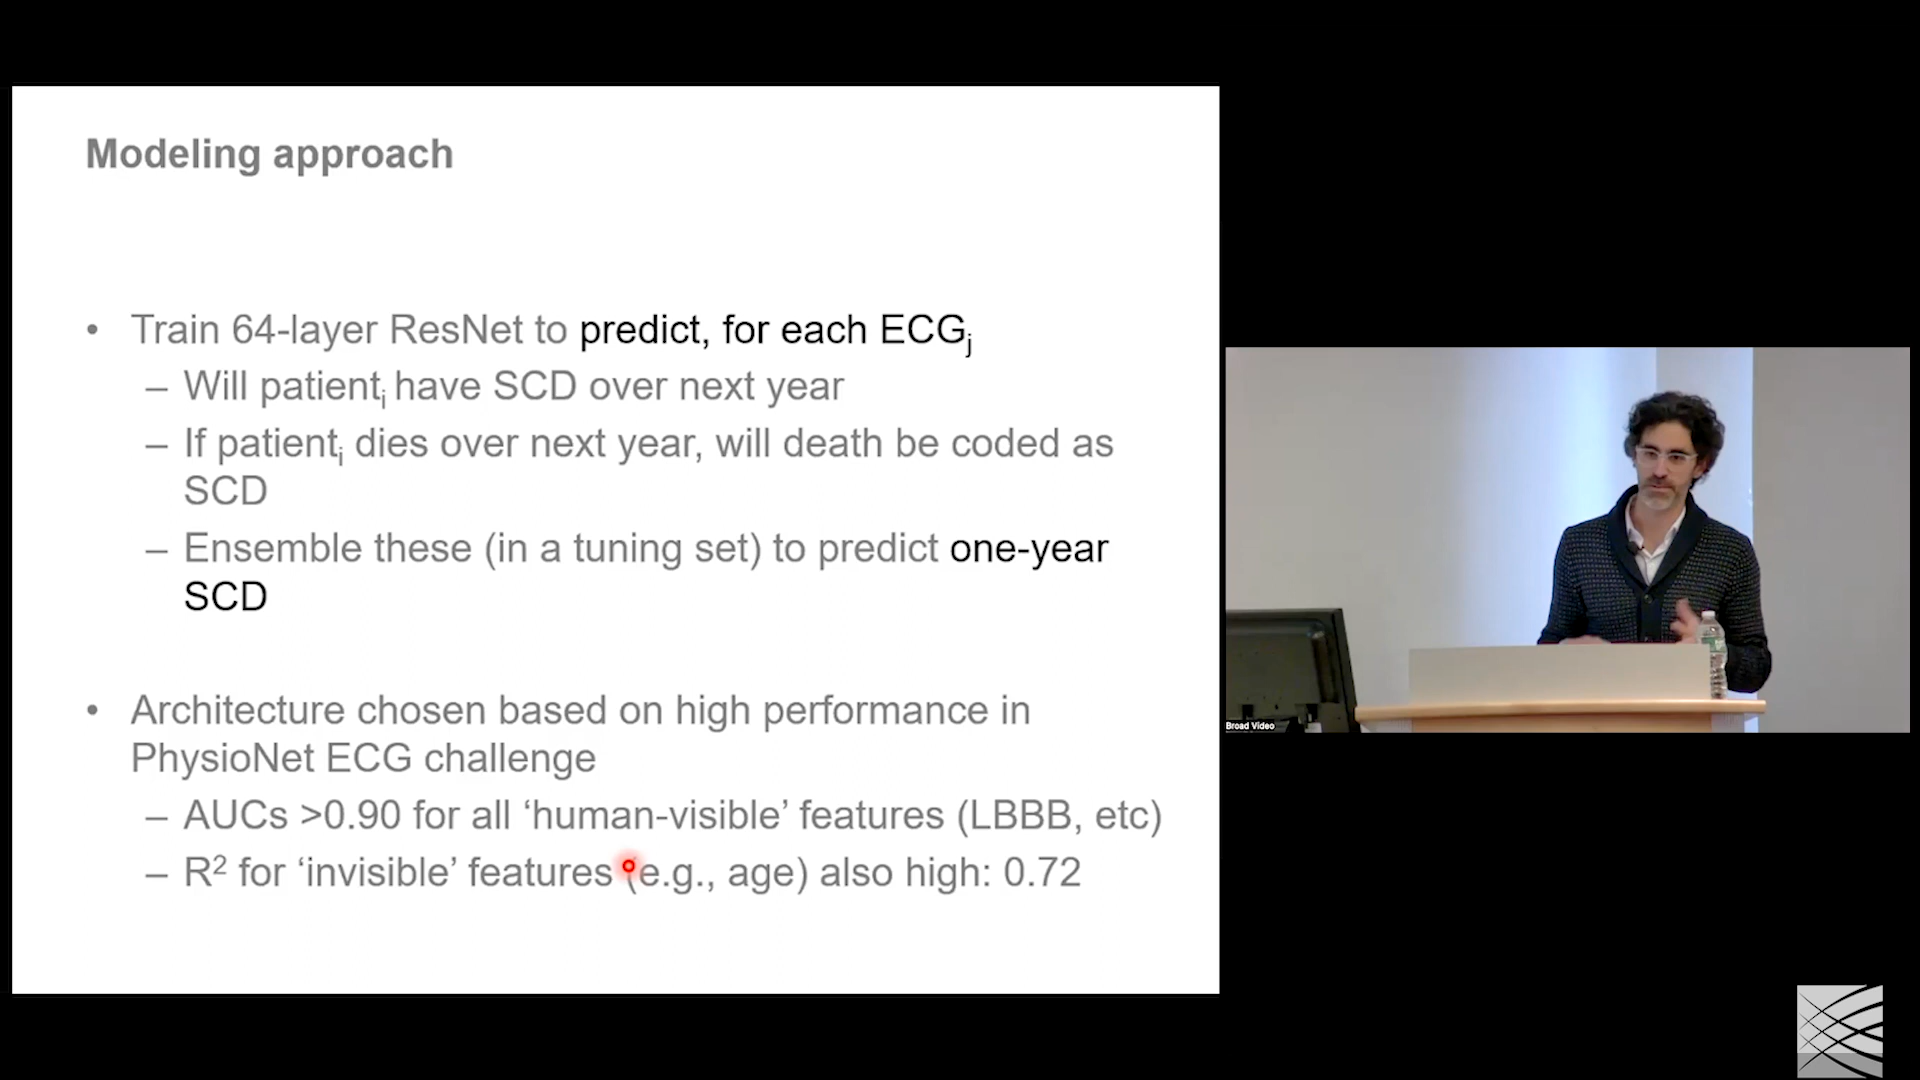 Modeling approach
• Train 64-layer ResNet to predict, for each ECGj
– Will patienti have SCD over next year
– If patienti dies over next year, will death be coded as
SCD
– Ensemble these (in a tuning set) to predict one-year
SCD
• Architecture chosen based on high performance in
PhysioNet ECG challenge
– AUCs >0.90 for all ‘human-visible’ features (LBBB, etc)
– R² for ‘invisible’ features (e.g., age) also high: 0.72
Broad Video